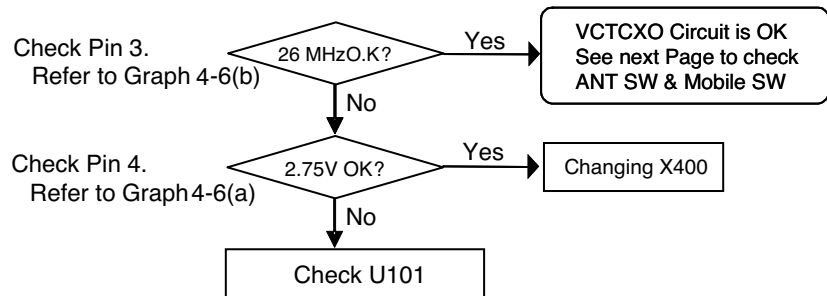 Check Pin 3.
Refer to Graph 4-6(b)
26 MHzO.K?
Yes
VCTCXO Circuit is OK
See next Page to check
ANT SW & Mobile SW
No
Check Pin 4.
Refer to Graph 4-6(a)
2.75V OK?
Yes
Changing X400
No
Check U101